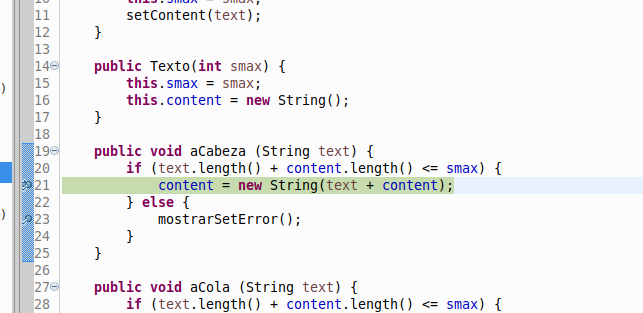 10 this.smax = smax;
11 setContent(text);
12 }
13
14 public Texto(int smax) {
15 this.smax = smax;
16 this.content = new String();
17 }
18
19 public void aCabeza (String text) {
20 if (text.length() + content.length() <= smax) {
21 content = new String(text + content);
22 } else {
23 mostrarSetError();
24 }
25 }
26
27 public void aCola (String text) {
28 if (text.length() + content.length() <= smax) {
)
)